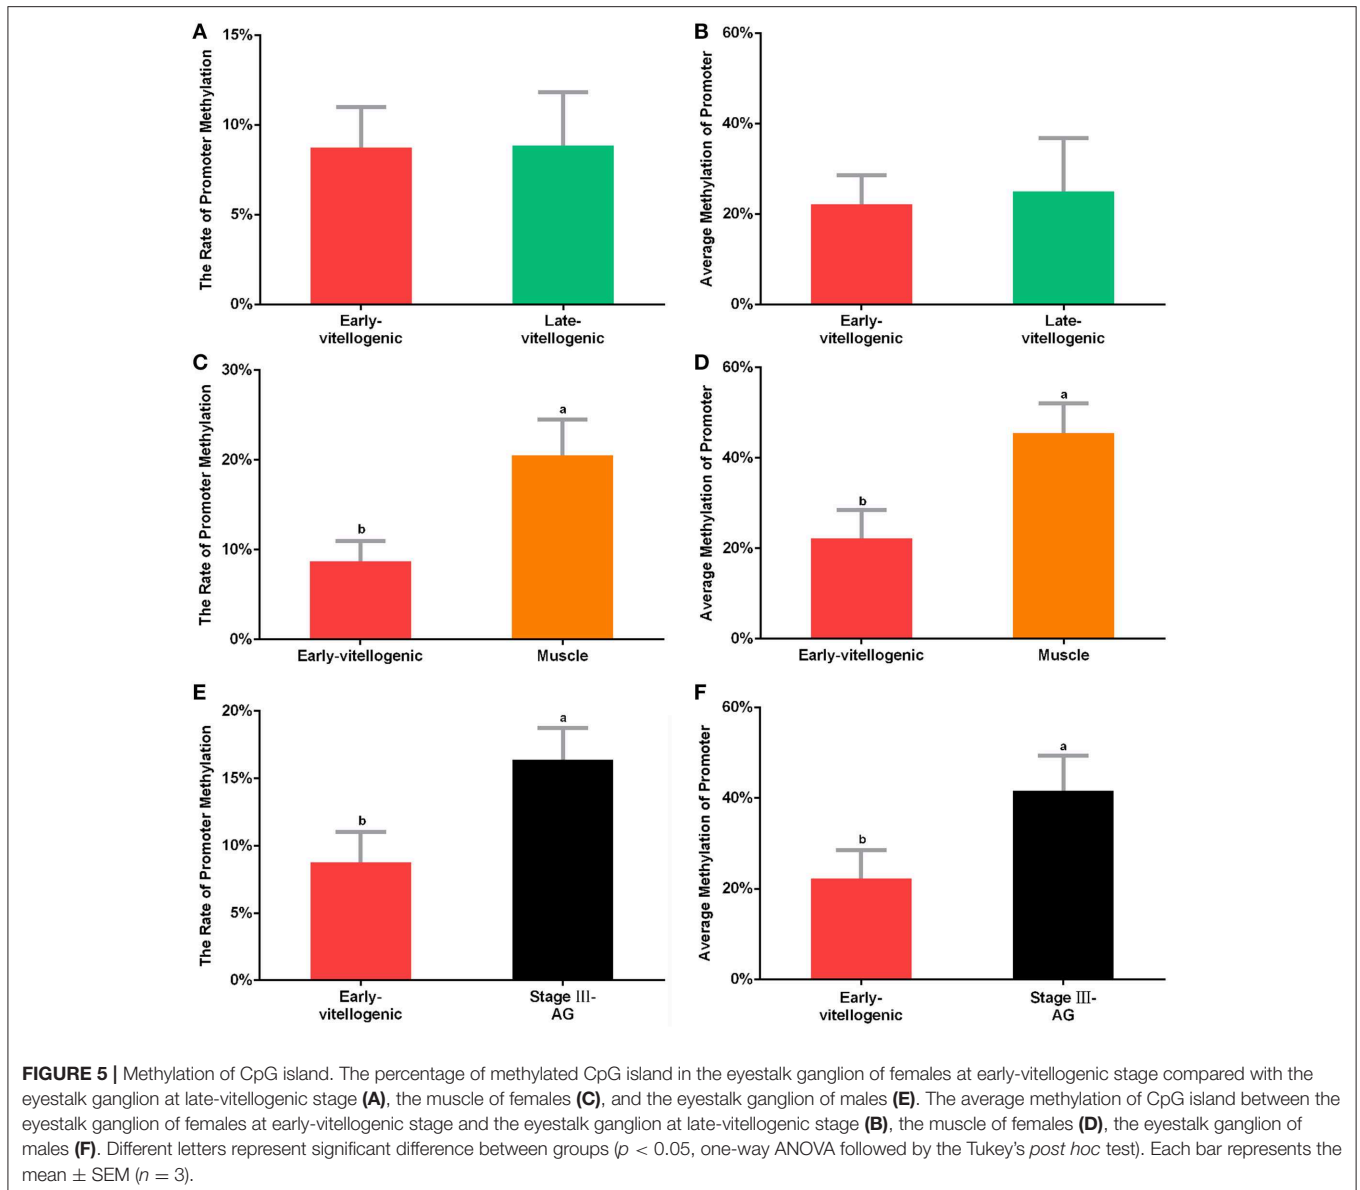 A
The Rate of Promoter Methylation
15%
10%
5%
0%
Early-
vitellogenic
Late-
vitellogenic
B
Average Methylation of Promoter
60%
40%
20%
0%
Early-
vitellogenic
Late-
vitellogenic
C
The Rate of Promoter Methylation
30%
20%
10%
0%
b
a
Early-vitellogenic
Muscle
D
Average Methylation of Promoter
60%
40%
20%
0%
b
a
Early-vitellogenic
Muscle
E
The Rate of Promoter Methylation
20%
15%
10%
5%
0%
b
a
Early-
vitellogenic
Stage III-
AG
F
Average Methylation of Promoter
60%
40%
20%
0%
b
a
Early-
vitellogenic
Stage III-
AG
FIGURE 5 | Methylation of CpG island. The percentage of methylated CpG island in the eyestalk ganglion of females at early-vitellogenic stage compared with the
eyestalk ganglion at late-vitellogenic stage (A), the muscle of females (C), and the eyestalk ganglion of males (E). The average methylation of CpG island between the
eyestalk ganglion of females at early-vitellogenic stage and the eyestalk ganglion at late-vitellogenic stage (B), the muscle of females (D), the eyestalk ganglion of
males (F). Different letters represent significant difference between groups (p < 0.05, one-way ANOVA followed by the Tukey's post hoc test). Each bar represents the
mean ± SEM (n = 3).